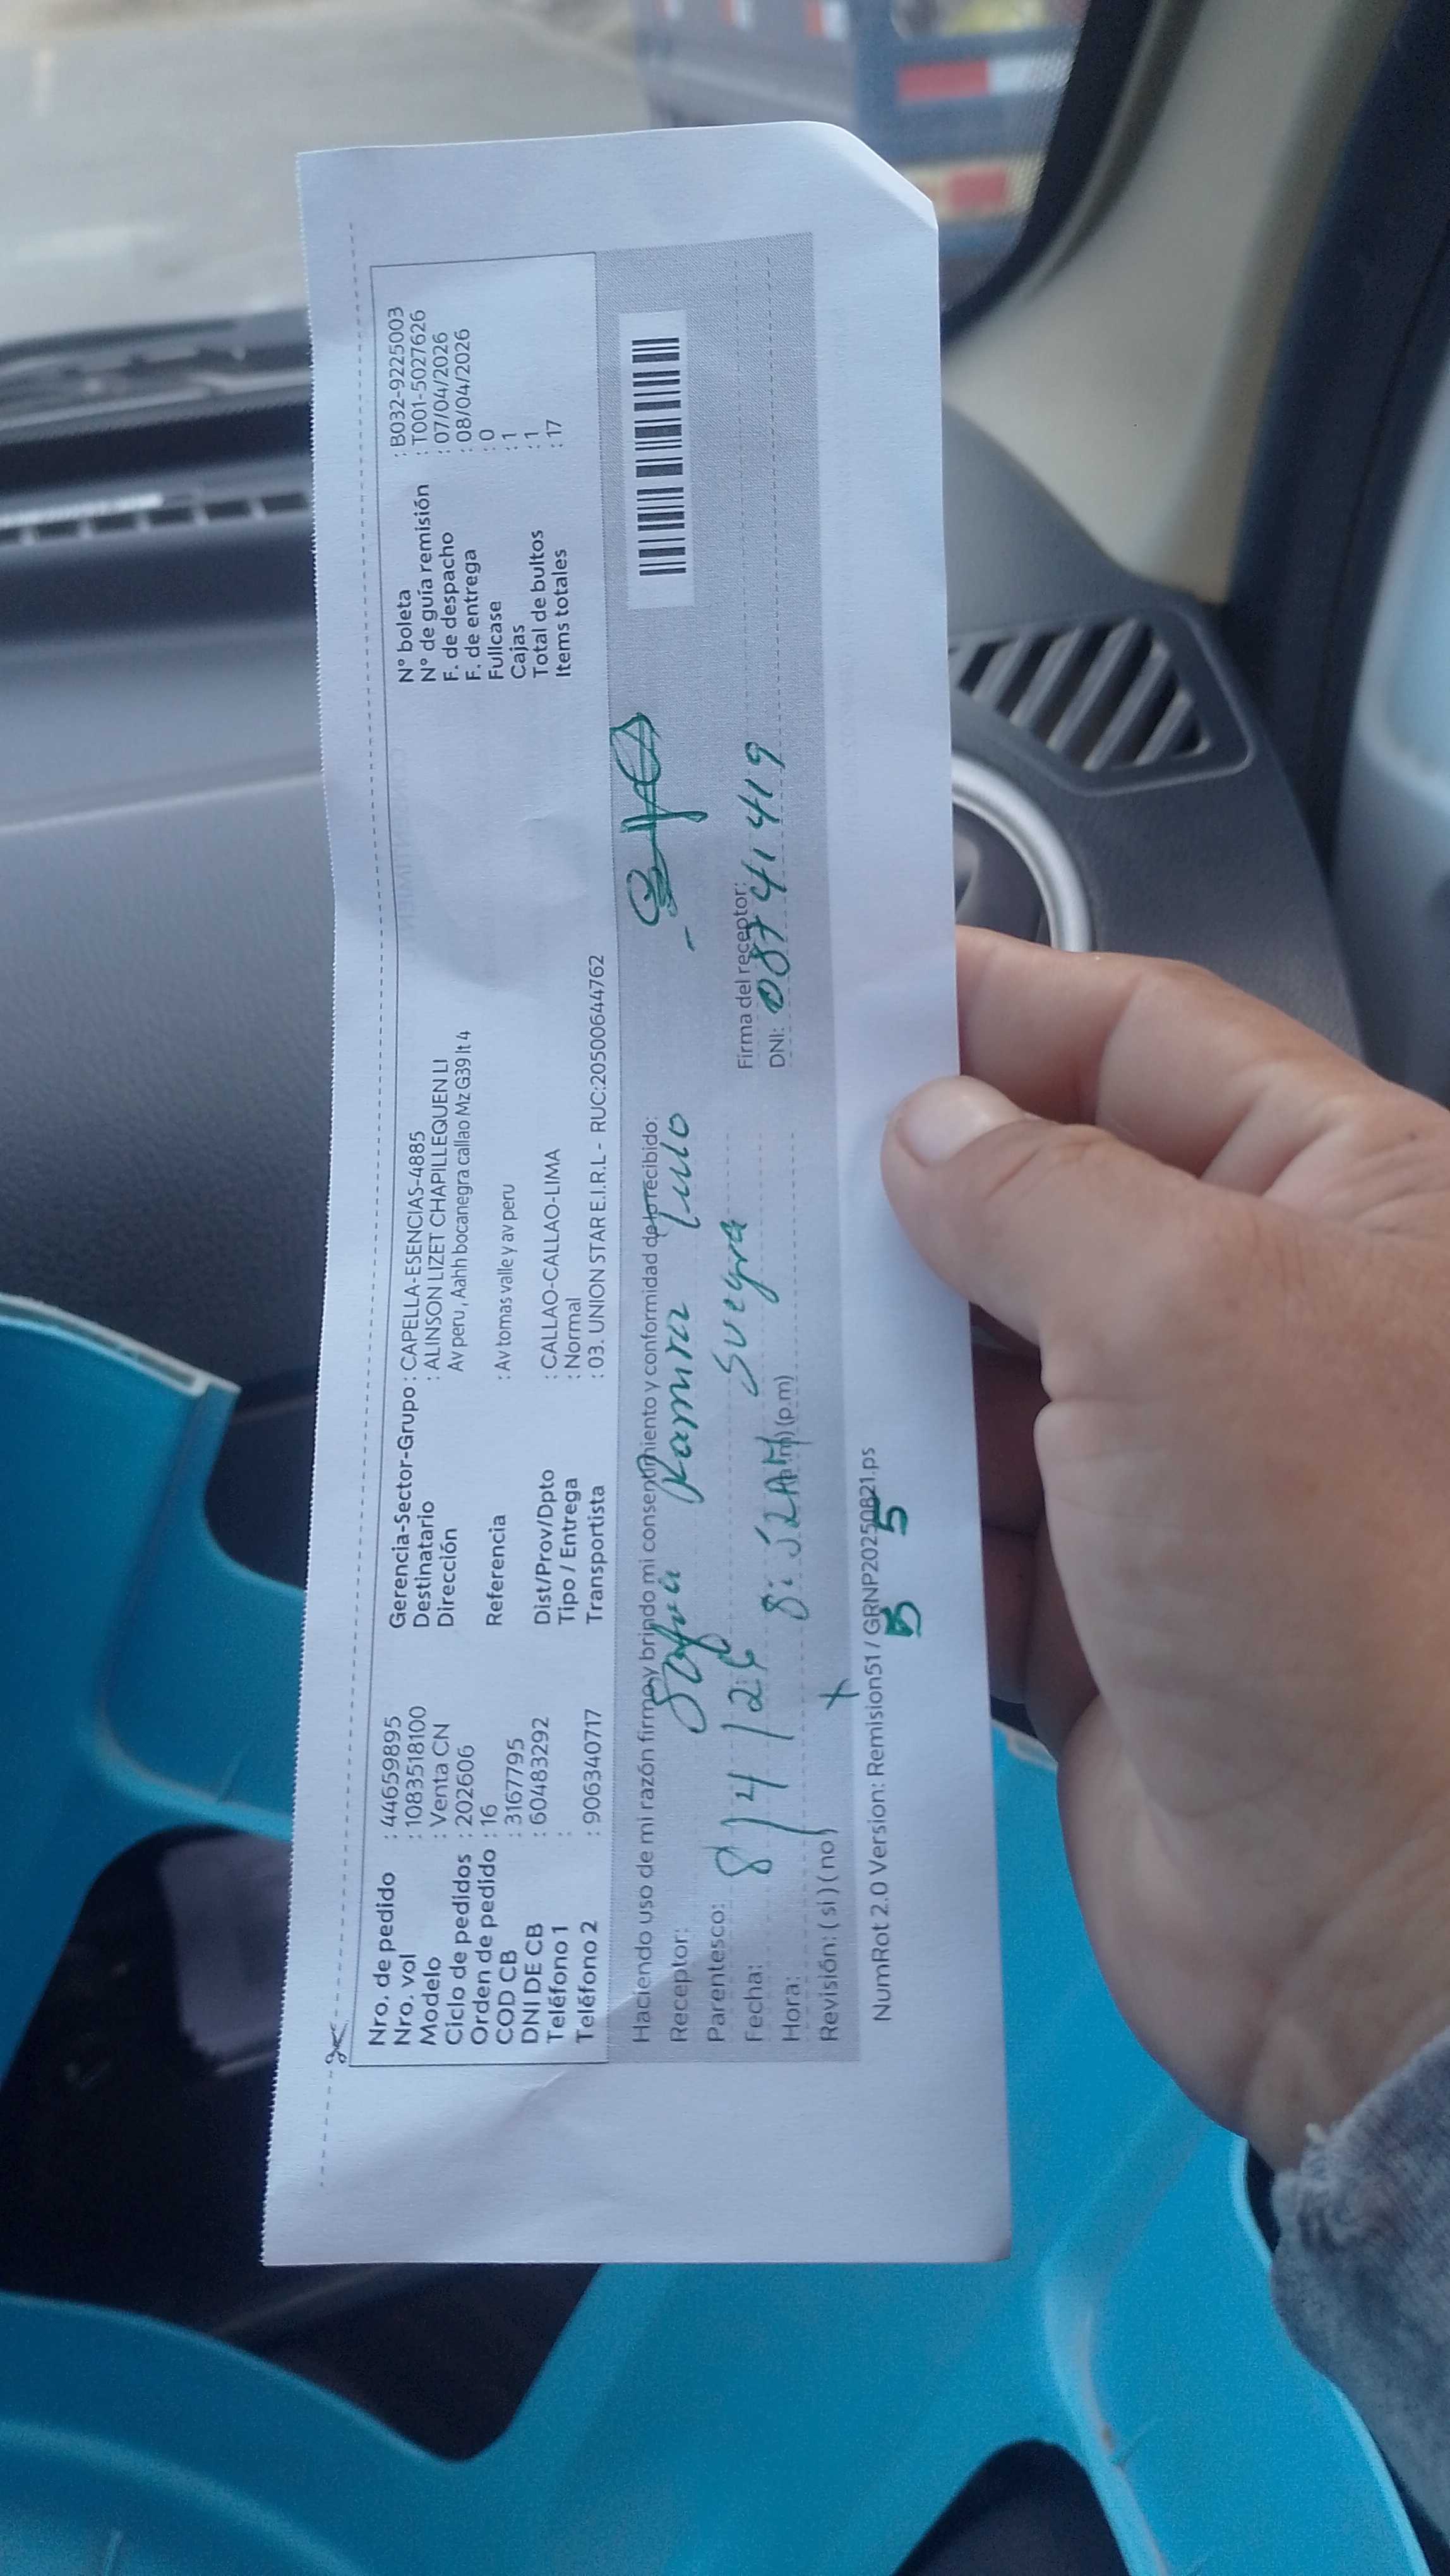 Nro. de pedido : 44659895
Nro. vol : 1083518100
Modelo : Venta CN
Ciclo de pedidos : 202606
Orden de pedido : 16
COD CB : 3167795
DNI DE CB : 60483292
Teléfono 1 :
Teléfono 2 : 906340717
Gerencia-Sector-Grupo : CAPELLA-ESENCIAS-4885
Destinatario : ALINSON LIZET CHAPILLEQUEN LI
Dirección Av peru , Aahh bocanegra callao Mz G39 lt 4
Referencia : Av tomas valle y av peru
Dist/Prov/Dpto : CALLAO-CALLAO-LIMA
Tipo / Entrega : Normal
Transportista : 03. UNION STAR E.I.R.L - RUC:20500644762
N° boleta : B032-9225003
N° de guía remisión : T001-5027626
F. de despacho : 07/04/2026
F. de entrega : 08/04/2026
Fullcase : 0
Cajas : 1
Total de bultos : 1
Items totales : 17
Haciendo uso de mi razón firmo y brindo mi consentimiento y conformidad de lo recibido:
Receptor: Ramira
Parentesco: Suegra
Fecha: 8/4/26
Hora: 8:52 AM (p.m)
Revisión: ( si ) ( no ) X
Firma del receptor:
DNI: 08741419
NumRot 2.0 Version: Remision51 / GRNP20250821.ps
5 5